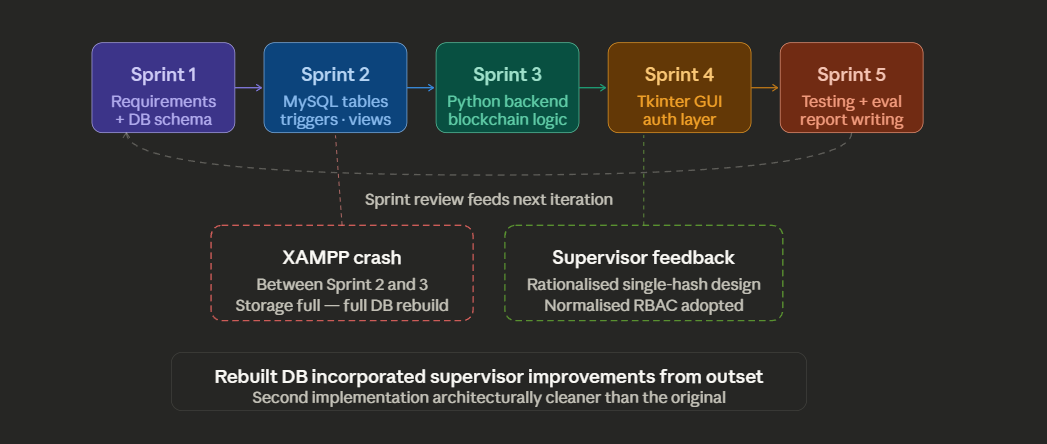 Sprint 1
Requirements
+ DB schema
Sprint 2
MySQL tables
triggers · views
Sprint 3
Python backend
blockchain logic
Sprint 4
Tkinter GUI
auth layer
Sprint 5
Testing + eval
report writing
Sprint review feeds next iteration
XAMPP crash
Between Sprint 2 and 3
Storage full — full DB rebuild
Supervisor feedback
Rationalised single-hash design
Normalised RBAC adopted
Rebuilt DB incorporated supervisor improvements from outset
Second implementation architecturally cleaner than the original